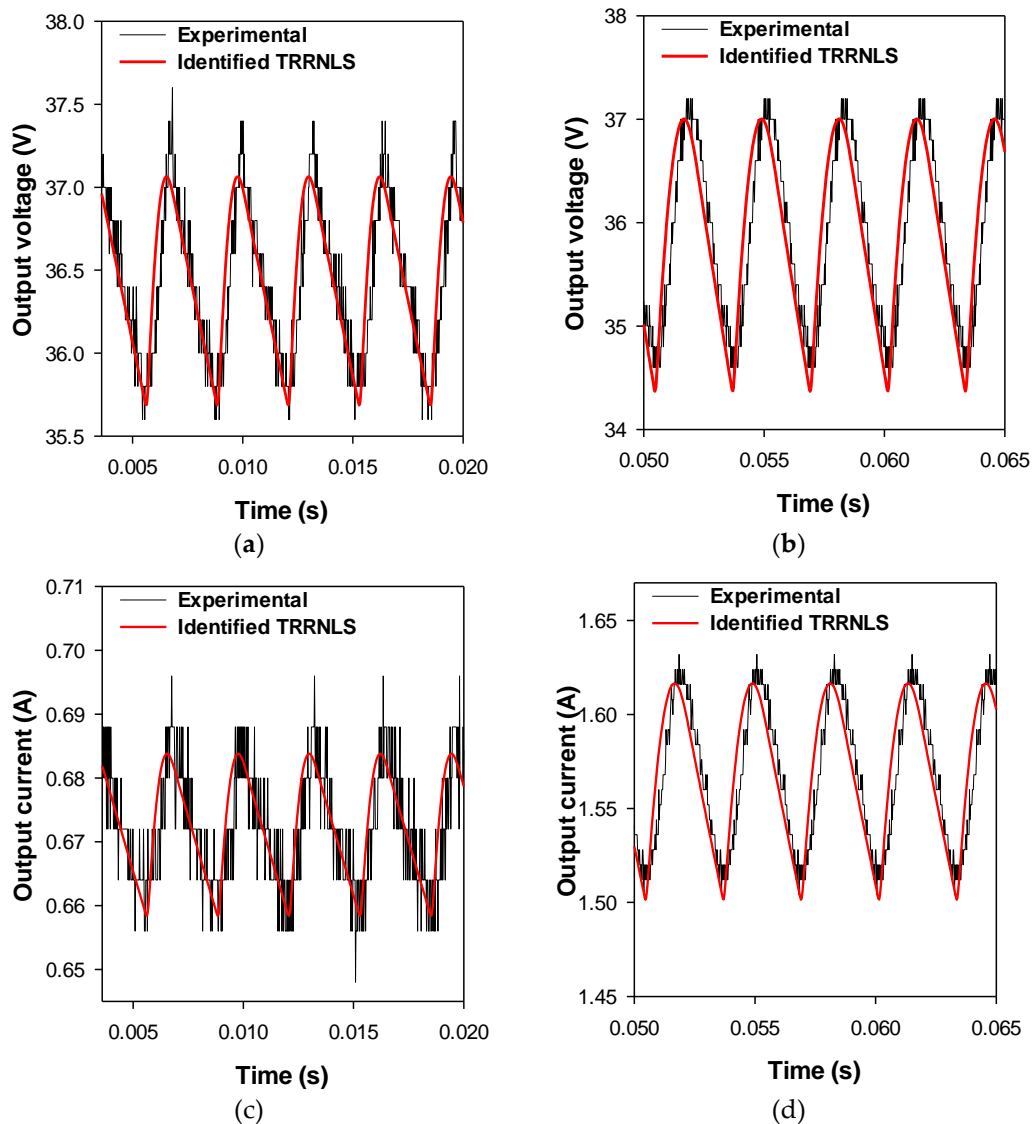 Experimental
Identified TRRNLS
Output voltage (V)
38.0
37.5
37.0
36.5
36.0
35.5
0.005 0.010 0.015 0.020
Time (s)
(a)
Experimental
Identified TRRNLS
Output voltage (V)
38
37
36
35
34
0.050 0.055 0.060 0.065
Time (s)
(b)
Experimental
Identified TRRNLS
Output current (A)
0.71
0.70
0.69
0.68
0.67
0.66
0.65
0.005 0.010 0.015 0.020
Time (s)
(c)
Experimental
Identified TRRNLS
Output current (A)
1.65
1.60
1.55
1.50
1.45
0.050 0.055 0.060 0.065
Time (s)
(d)